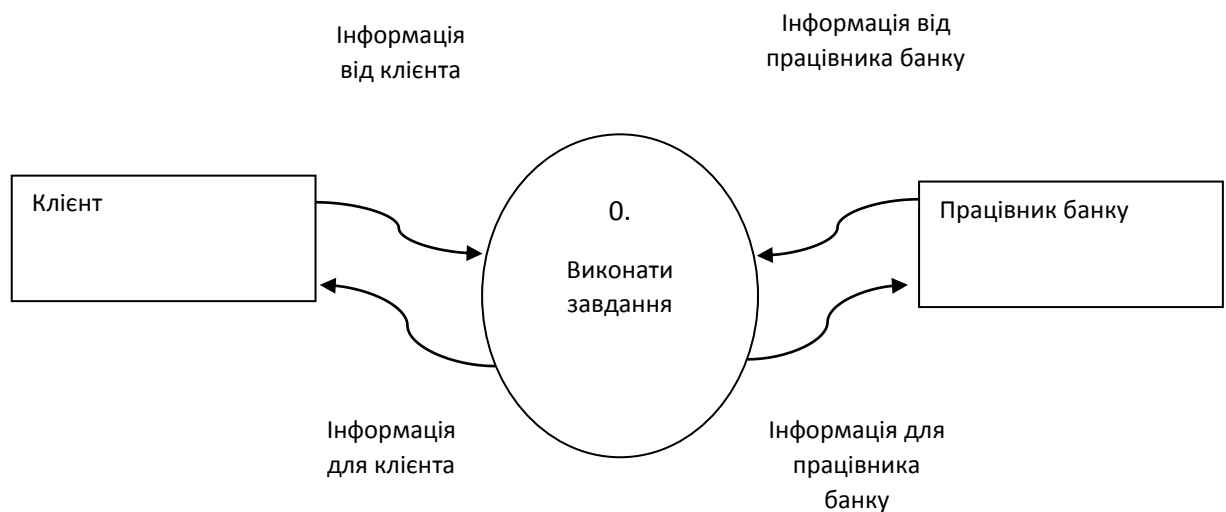 Інформація
від клієнта
Інформація від
працівника банку
Клієнт
0.
Виконати
завдання
Працівник банку
Інформація
для клієнта
Інформація для
працівника
банку